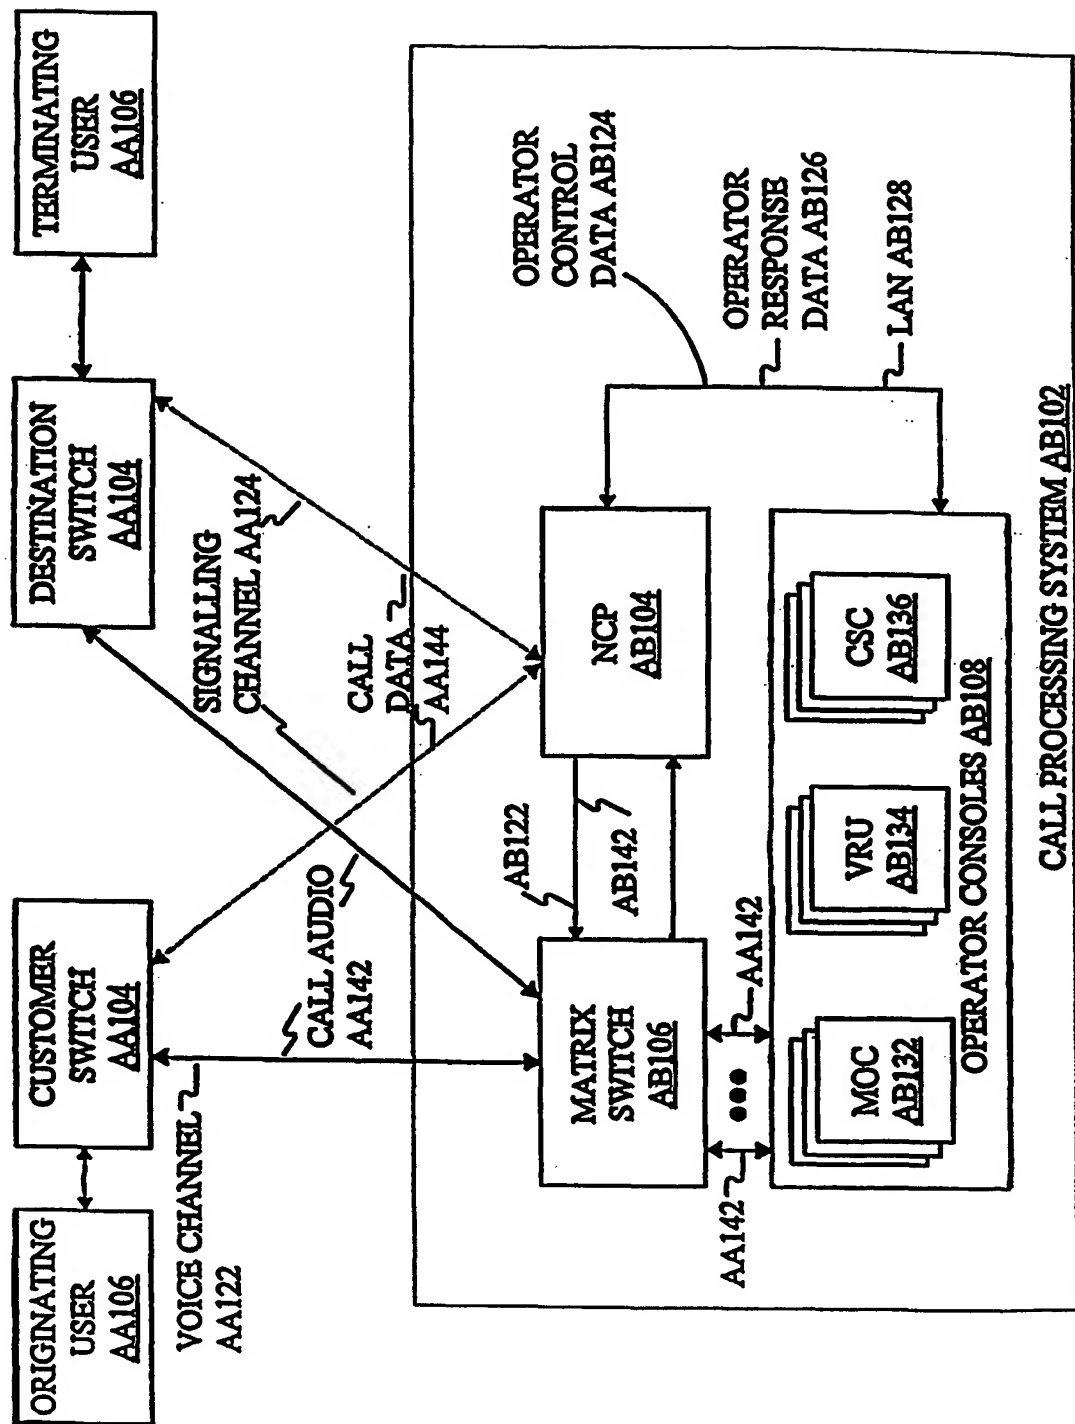 ORIGINATING
USER
AA106
CUSTOMER
SWITCH
AA104
DESTINATION
SWITCH
AA104
TERMINATING
USER
AA106
VOICE CHANNEL
AA122
CALL AUDIO
AA142
SIGNALLING
CHANNEL AA124
CALL
DATA
AA144
OPERATOR
CONTROL
DATA AB124
OPERATOR
RESPONSE
DATA AB126
LAN AB128
MATRIX
SWITCH
AB106
AB122
AB142
NCP
AB104
AA142
AA142
MOC
AB132
VRU
AB134
CSC
AB136
OPERATOR CONSOLES AB108
CALL PROCESSING SYSTEM AB102